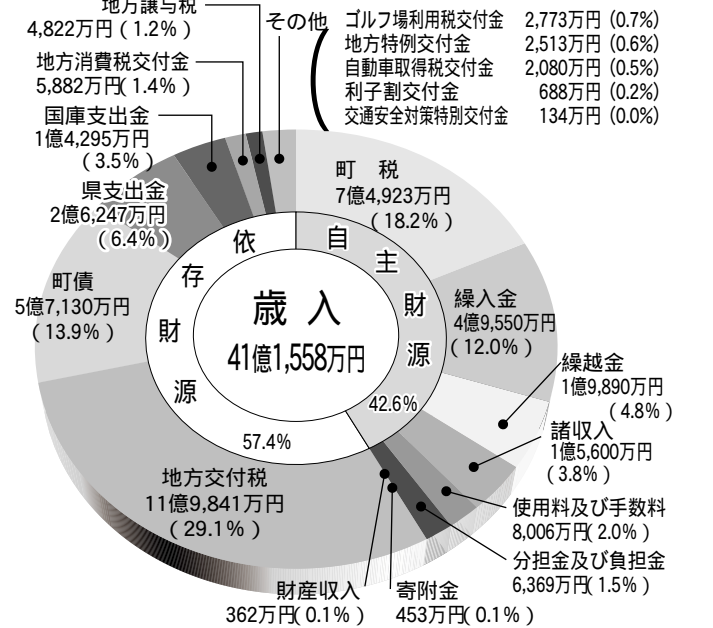 地方譲与税
4,822万円(1.2%)
地方消費税交付金
5,882万円(1.4%)
国庫支出金
1億4,295万円
(3.5%)
県支出金
2億6,247万円
(6.4%)
町債
5億7,130万円
(13.9%)
その他
ゴルフ場利用税交付金 2,773万円(0.7%)
地方特例交付金 2,513万円(0.6%)
自動車取得税交付金 2,080万円(0.5%)
利子割交付金 688万円(0.2%)
交通安全対策特別交付金 134万円(0.0%)
町 税
7億4,923万円
(18.2%)
繰入金
4億9,550万円
(12.0%)
繰越金
1億9,890万円
(4.8%)
諸収入
1億5,600万円
(3.8%)
使用料及び手数料
8,006万円(2.0%)
分担金及び負担金
6,369万円(1.5%)
寄附金
453万円(0.1%)
財産収入
362万円(0.1%)
地方交付税
11億9,841万円
(29.1%)
自主財源
42.6%
依存財源
57.4%
歳入
41億1,558万円